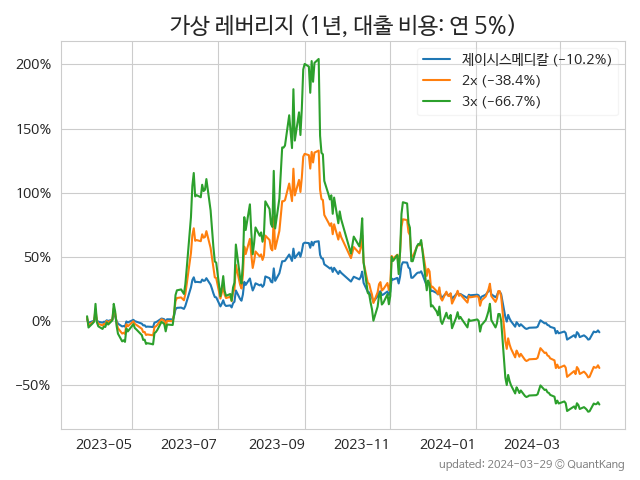 가상 레버리지 (1년, 대출 비용: 연 5%)
제이시스메디칼 (−10.2%)
2x (−38.4%)
3x (−66.7%)
200%
150%
100%
50%
0%
−50%
2023-05 2023-07 2023-09 2023-11 2024-01 2024-03
updated: 2024-03-29 © QuantKang